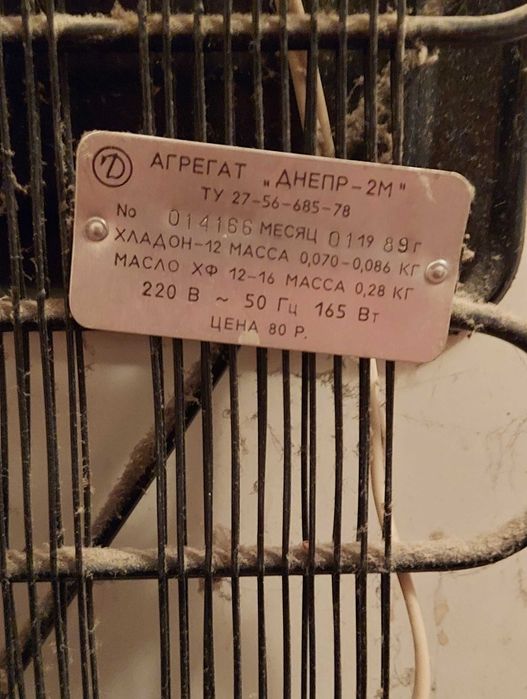 АГРЕГАТ „ДНЕПР-2М"
ТУ 27-56-685-78
No 014166 МЕСЯЦ 01 19 89 г
ХЛАДОН-12 МАССА 0,070-0,086 КГ
МАСЛО ХФ 12-16 МАССА 0,28 КГ
220 В ~ 50 Гц 165 Вт
ЦЕНА 80 Р.